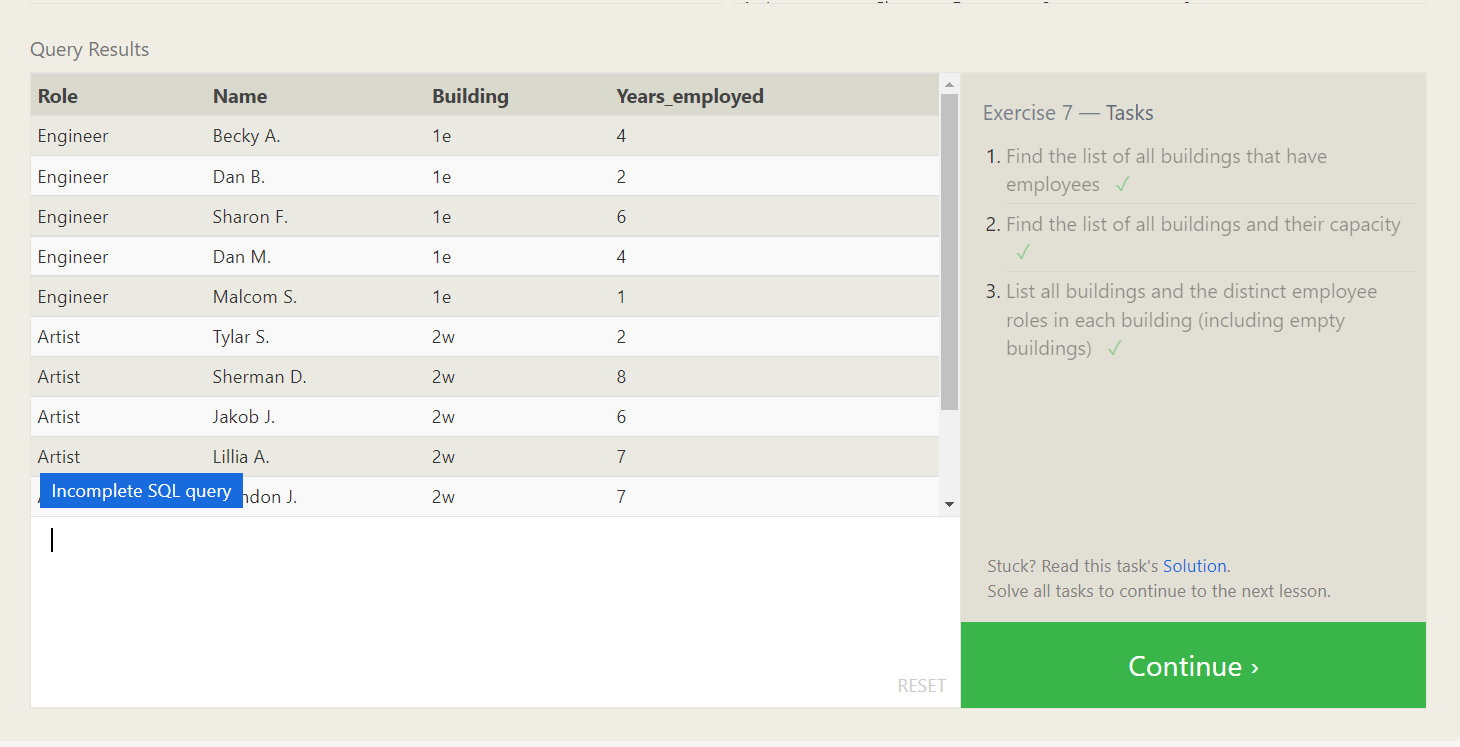 Query Results
Role Name Building Years_employed
Engineer Becky A. 1e 4
Engineer Dan B. 1e 2
Engineer Sharon F. 1e 6
Engineer Dan M. 1e 4
Engineer Malcom S. 1e 1
Artist Tylar S. 2w 2
Artist Sherman D. 2w 8
Artist Jakob J. 2w 6
Artist Lillia A. 2w 7
ndon J. 2w 7
Incomplete SQL query
RESET
Exercise 7 — Tasks
1. Find the list of all buildings that have
employees ✓
2. Find the list of all buildings and their capacity
✓
3. List all buildings and the distinct employee
roles in each building (including empty
buildings) ✓
Stuck? Read this task's Solution.
Solve all tasks to continue to the next lesson.
Continue ›